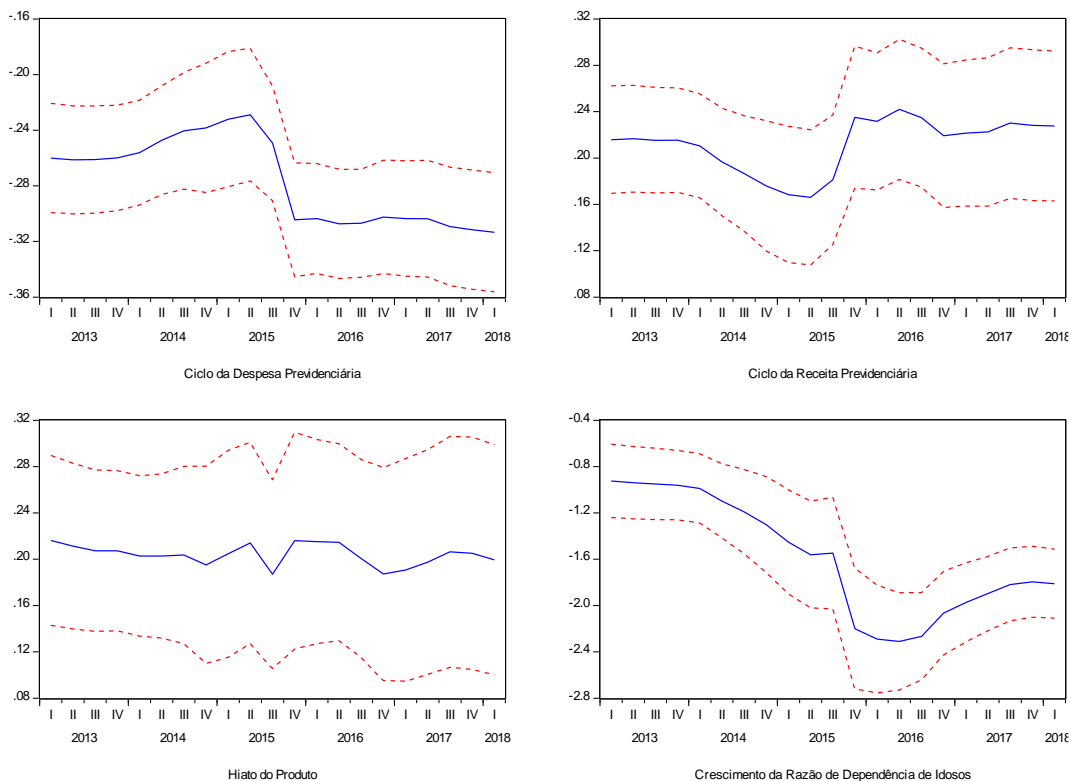 -.16
-.20
-.24
-.28
-.32
-.36
I II III IV I II III IV I II III IV I II III IV I II III IV I
2013 2014 2015 2016 2017 2018
Ciclo da Despesa Previdenciária
.32
.28
.24
.20
.16
.12
.08
I II III IV I II III IV I II III IV I II III IV I II III IV I
2013 2014 2015 2016 2017 2018
Ciclo da Receita Previdenciária
.32
.28
.24
.20
.16
.12
.08
I II III IV I II III IV I II III IV I II III IV I II III IV I
2013 2014 2015 2016 2017 2018
Hiato do Produto
-0.4
-0.8
-1.2
-1.6
-2.0
-2.4
-2.8
I II III IV I II III IV I II III IV I II III IV I II III IV I
2013 2014 2015 2016 2017 2018
Crescimento da Razão de Dependência de Idosos